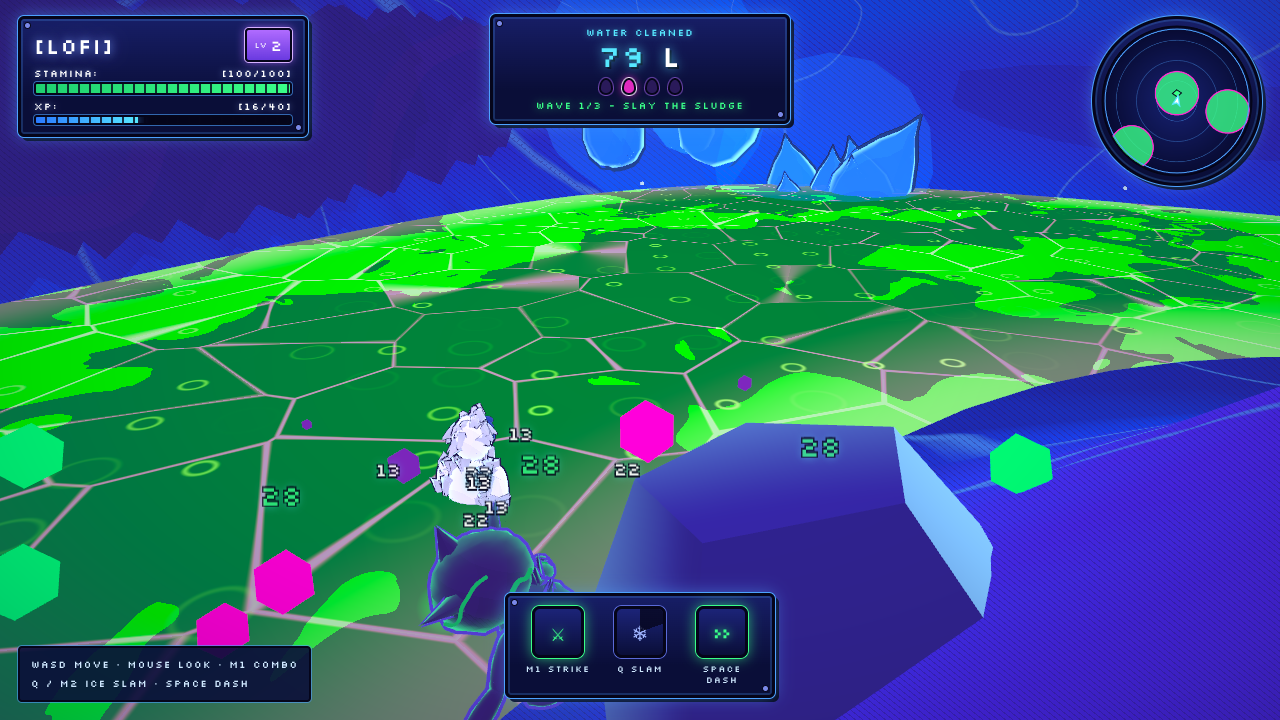 [LOFI]
LV 2
STAMINA: [100/100]
XP: [16/40]
WATER CLEANED
79 L
WAVE 1/3 - SLAY THE SLUDGE
13
28
28
13
22
13
28
13
22
M1 STRIKE
Q SLAM
SPACE
DASH
WASD MOVE · MOUSE LOOK · M1 COMBO
Q / M2 ICE SLAM · SPACE DASH